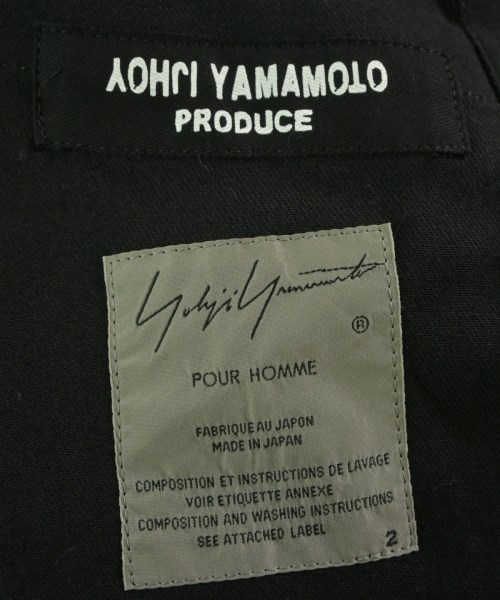 YOHJI YAMAMOTO
PRODUCE
Yohji Yamamoto
®
POUR HOMME
FABRIQUE AU JAPON
MADE IN JAPAN
COMPOSITION ET INSTRUCTIONS DE LAVAGE
VOIR ETIQUETTE ANNEXE
COMPOSITION AND WASHING INSTRUCTIONS
SEE ATTACHED LABEL
2